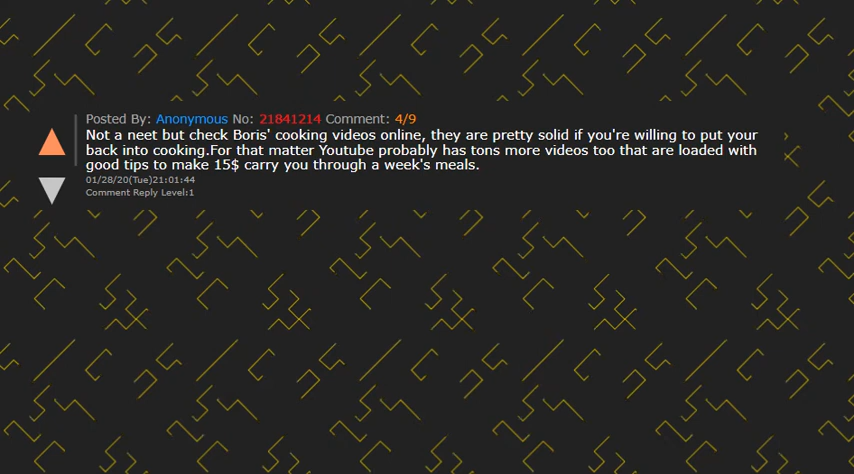 Posted By: Anonymous No: 21841214 Comment: 4/9
Not a neet but check Boris' cooking videos online, they are pretty solid if you're willing to put your
back into cooking.For that matter Youtube probably has tons more videos too that are loaded with
good tips to make 15$ carry you through a week's meals.
01/28/20(Tue)21:01:44
Comment Reply Level:1